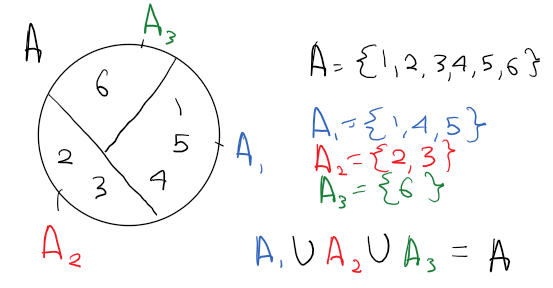 A
A₃
6
1
5
A₁
2
3
4
A₂
A = {1, 2, 3, 4, 5, 6}
A₁ = {1, 4, 5}
A₂ = {2, 3}
A₃ = {6}
A₁ ∪ A₂ ∪ A₃ = A